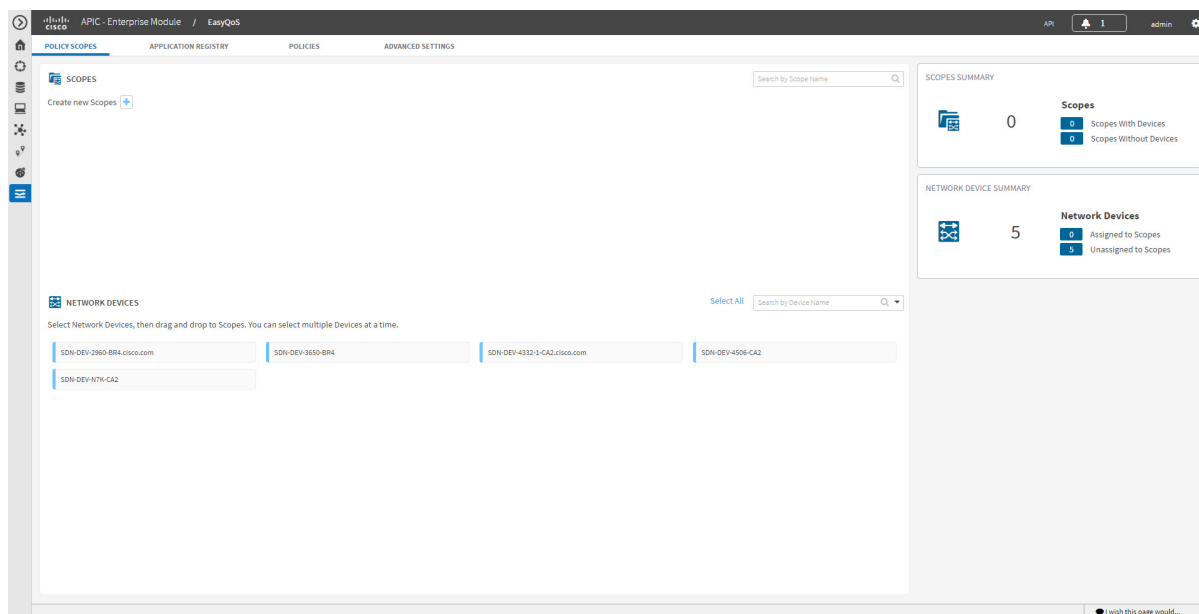 cisco APIC - Enterprise Module / EasyQoS API 1 admin
POLICY SCOPES APPLICATION REGISTRY POLICIES ADVANCED SETTINGS
SCOPES Search by Scope Name
Create new Scopes +
SCOPES SUMMARY
0
Scopes
0 Scopes With Devices
0 Scopes Without Devices
NETWORK DEVICE SUMMARY
5
Network Devices
0 Assigned to Scopes
5 Unassigned to Scopes
NETWORK DEVICES Select All Search by Device Name
Select Network Devices, then drag and drop to Scopes. You can select multiple Devices at a time.
SDN-DEV-2960-BR4.cisco.com SDN-DEV-3650-BR4 SDN-DEV-4332-1-CA2.cisco.com SDN-DEV-4506-CA2
SDN-DEV-N7K-CA2
I wish this page would...